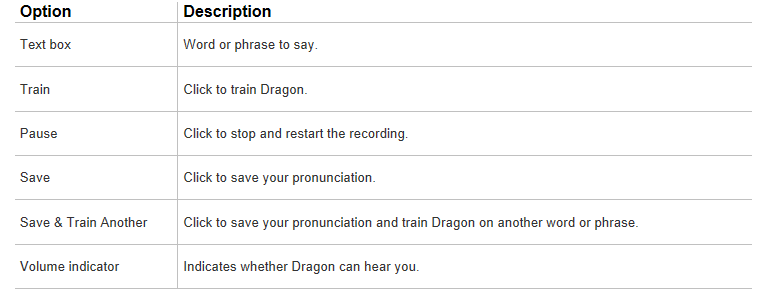 Option Description
Text box Word or phrase to say.
Train Click to train Dragon.
Pause Click to stop and restart the recording.
Save Click to save your pronunciation.
Save & Train Another Click to save your pronunciation and train Dragon on another word or phrase.
Volume indicator Indicates whether Dragon can hear you.